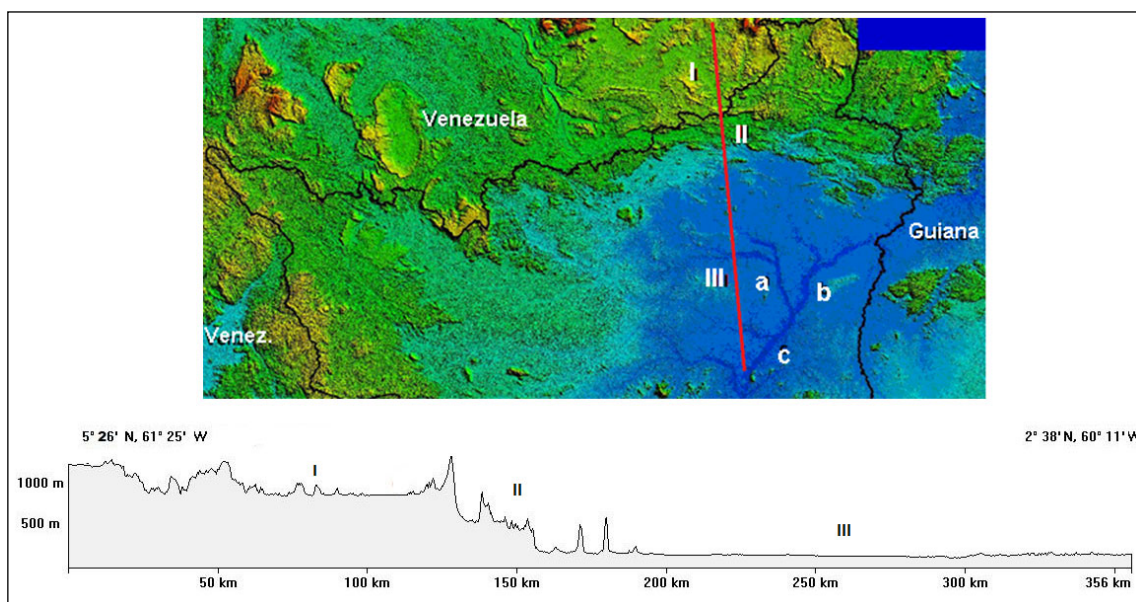 I
Venezuela
II
Guiana
III
a
b
Venez.
c
5° 26' N, 61° 25' W
2° 38'N, 60° 11'W
I
1000 m
II
500 m
III
50 km
100 km
150 km
200 km
250 km
300 km
356 km